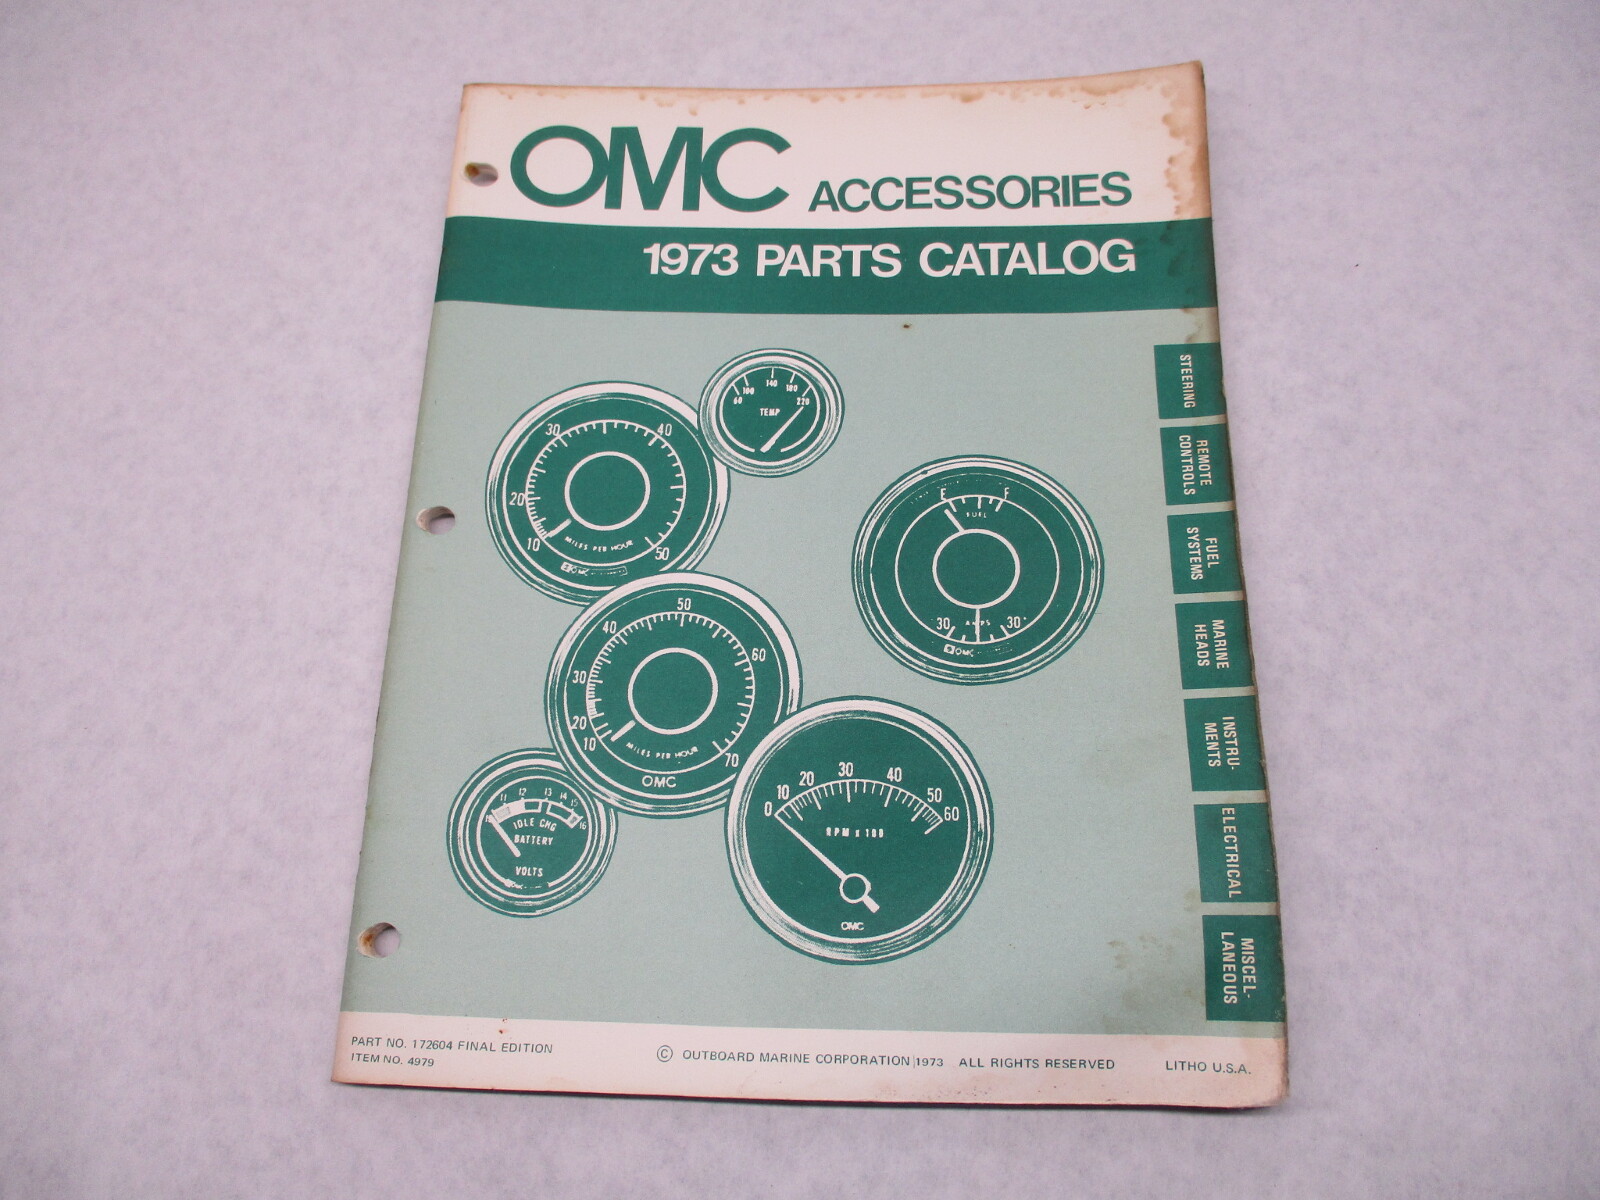 OMC ACCESSORIES
1973 PARTS CATALOG
STEERING
REMOTE
CONTROLS
FUEL
SYSTEMS
MARINE
HEADS
INSTRU-
MENTS
ELECTRICAL
MISCEL-
LANEOUS
60 100 140 180 220
TEMP
10 20 30 40 50
MILES PER HOUR
OMC
E F
FUEL
30 AMPS 30
OMC
10 20 30 40 50 60 70
MILES PER HOUR
OMC
11 12 13 14 15 16
IDLE CHG
BATTERY
VOLTS
OMC
0 10 20 30 40 50 60
RPM x 100
OMC
PART NO. 172604 FINAL EDITION
ITEM NO. 4979
© OUTBOARD MARINE CORPORATION 1973 ALL RIGHTS RESERVED
LITHO U.S.A.